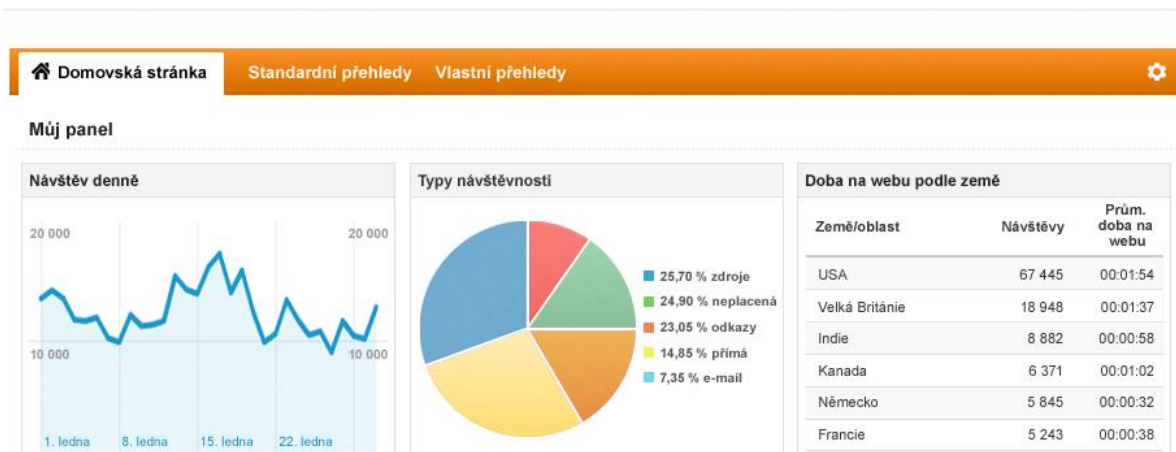 Domovská stránka
Standardní přehledy
Vlastní přehledy
Můj panel
Návštěv denně
20 000
20 000
10 000
10 000
1. ledna
8. ledna
15. ledna
22. ledna
Typy návštěvnosti
25,70 % zdroje
24,90 % neplacená
23,05 % odkazy
14,85 % přímá
7,35 % e-mail
Doba na webu podle země
Země/oblast Návštěvy Prům. doba na webu
USA 67 445 00:01:54
Velká Británie 18 948 00:01:37
Indie 8 882 00:00:58
Kanada 6 371 00:01:02
Německo 5 845 00:00:32
Francie 5 243 00:00:38